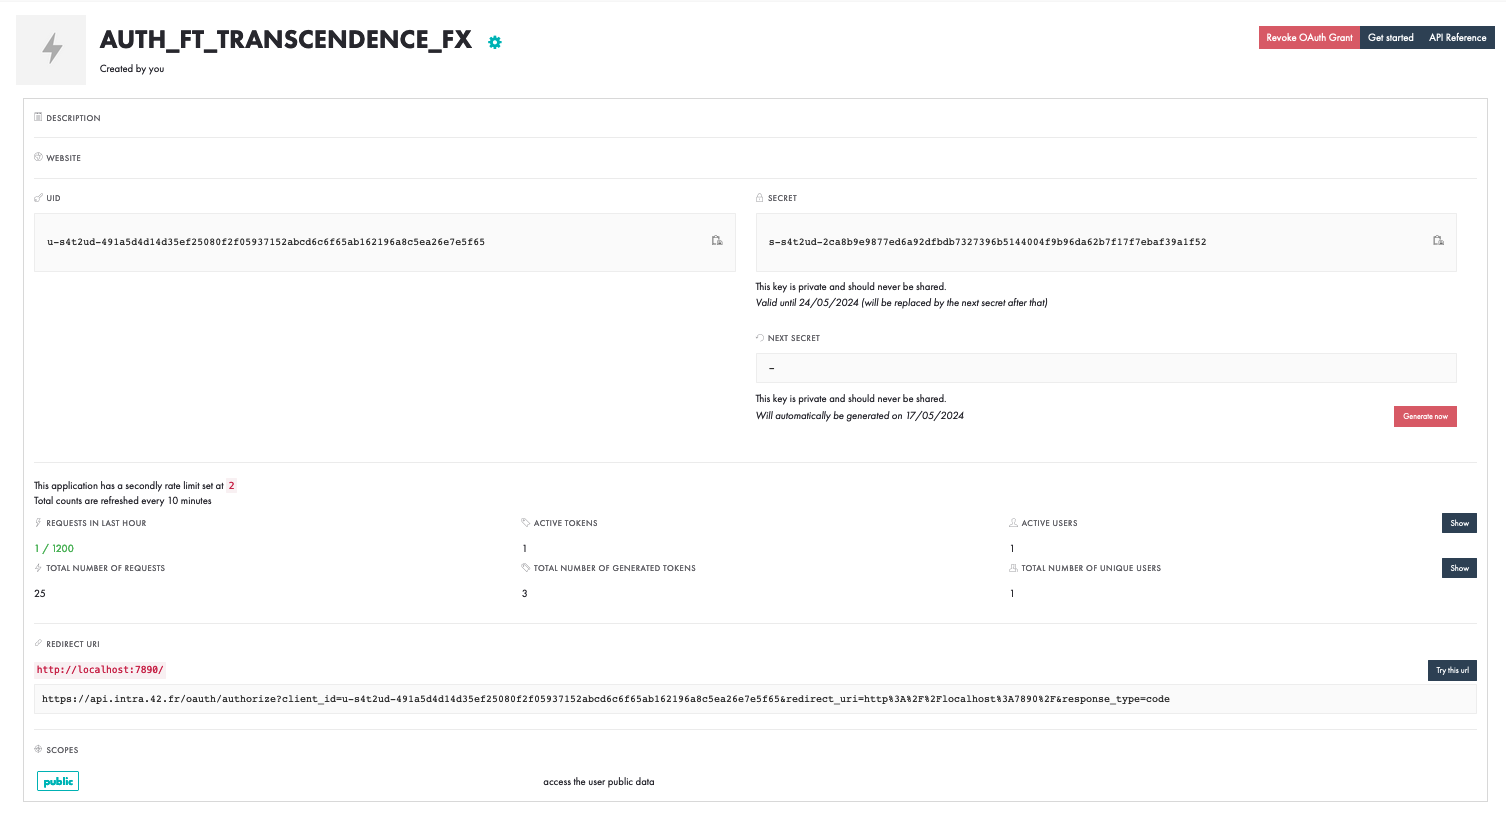 AUTH_FT_TRANSCENDENCE_FX
Created by you
Revoke OAuth Grant Get started API Reference
DESCRIPTION
WEBSITE
UID
u-s4t2ud-491a5d4d14d35ef25080f2f05937152abcd6c6f65ab162196a8c5ea26e7e5f65
SECRET
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
This key is private and should never be shared.
Valid until 24/05/2024 (will be replaced by the next secret after that)
NEXT SECRET
–
This key is private and should never be shared.
Will automatically be generated on 17/05/2024
Generate now
This application has a secondly rate limit set at 2
Total counts are refreshed every 10 minutes
REQUESTS IN LAST HOUR ACTIVE TOKENS ACTIVE USERS Show
1 / 1200 1 1
TOTAL NUMBER OF REQUESTS TOTAL NUMBER OF GENERATED TOKENS TOTAL NUMBER OF UNIQUE USERS Show
25 3 1
REDIRECT URI
http://localhost:7890/
Try this url
https://api.intra.42.fr/oauth/authorize?client_id=u-s4t2ud-491a5d4d14d35ef25080f2f05937152abcd6c6f65ab162196a8c5ea26e7e5f65&redirect_uri=http%3A%2F%2Flocalhost%3A7890%2F&response_type=code
SCOPES
public access the user public data